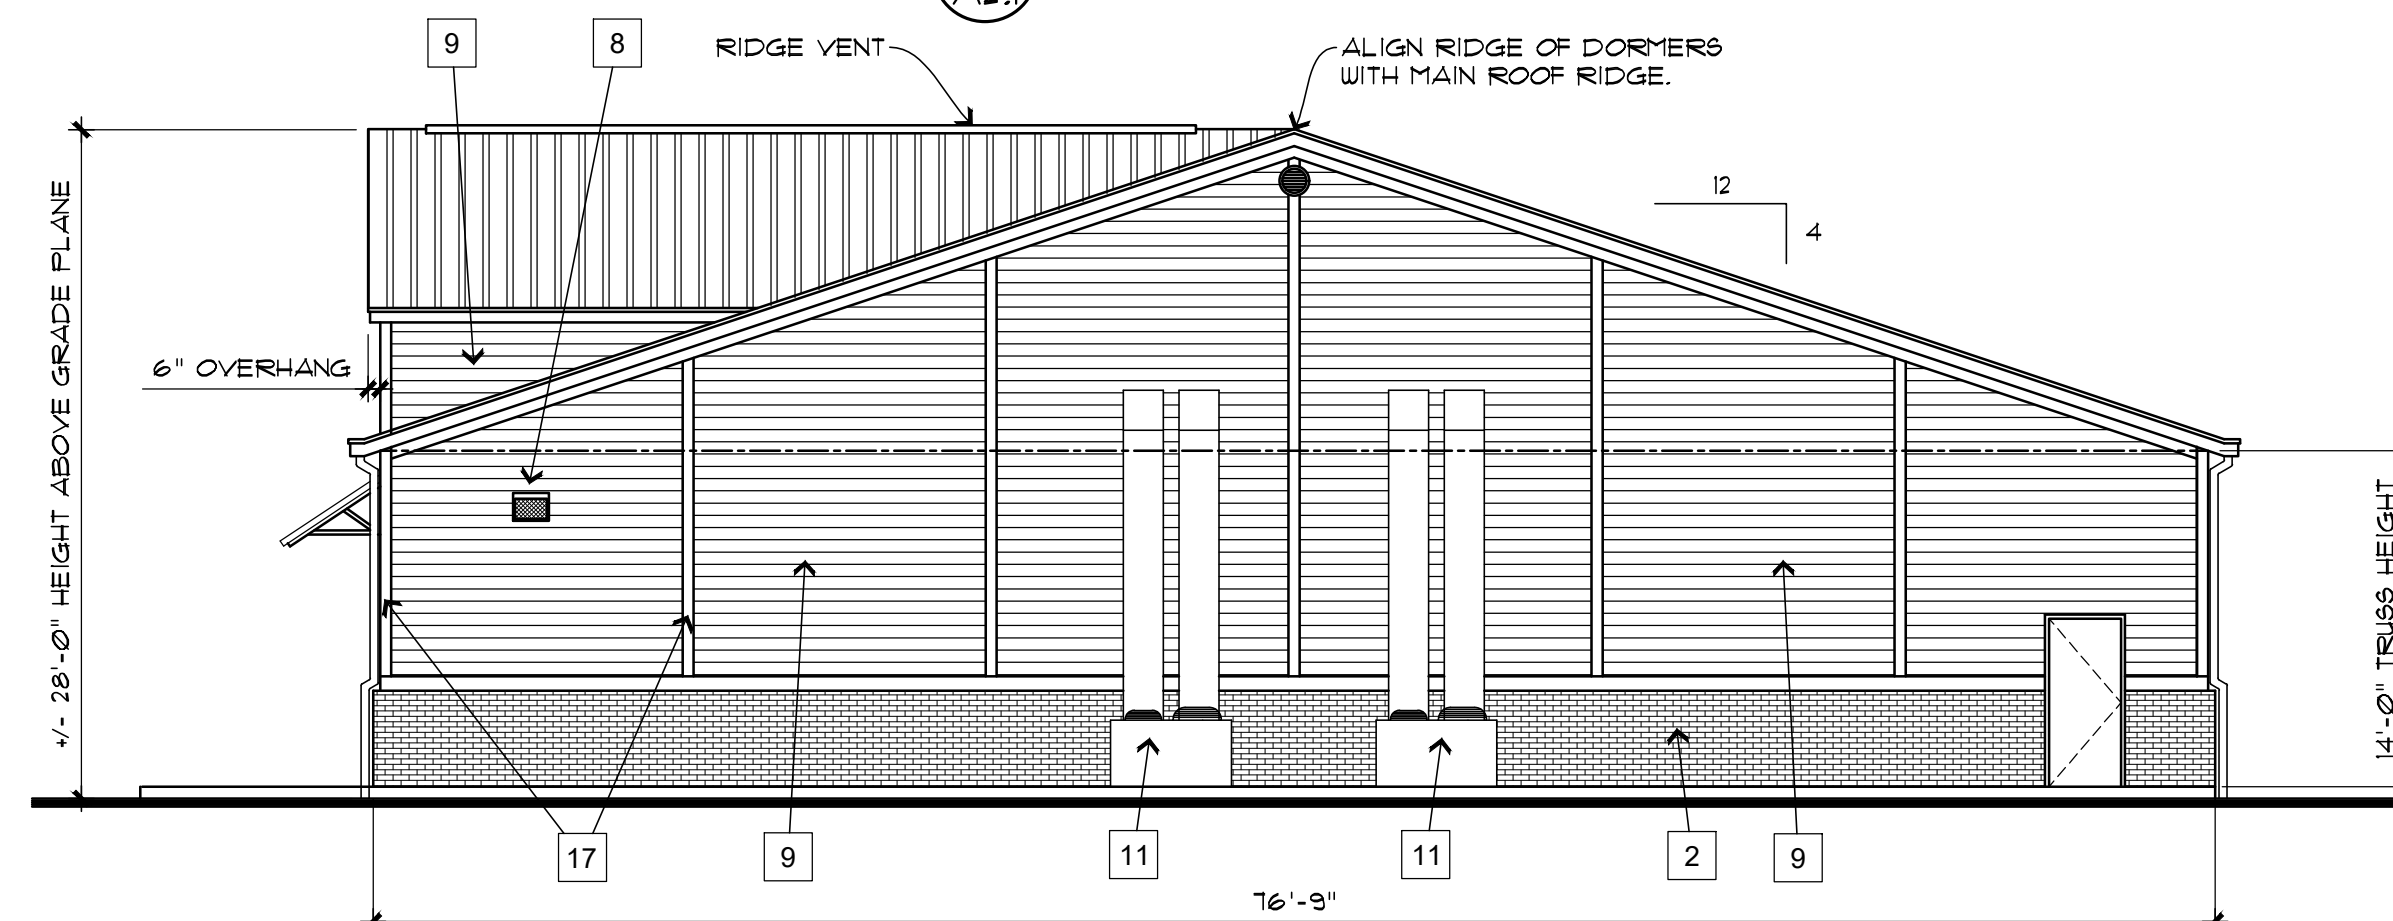 9
8
RIDGE VENT
ALIGN RIDGE OF DORMERS
WITH MAIN ROOF RIDGE.
12
4
+/- 28'-0" HEIGHT ABOVE GRADE PLANE
6" OVERHANG
14'-0" TRUSS HEIGHT
17
9
11
11
2
9
76'-9"